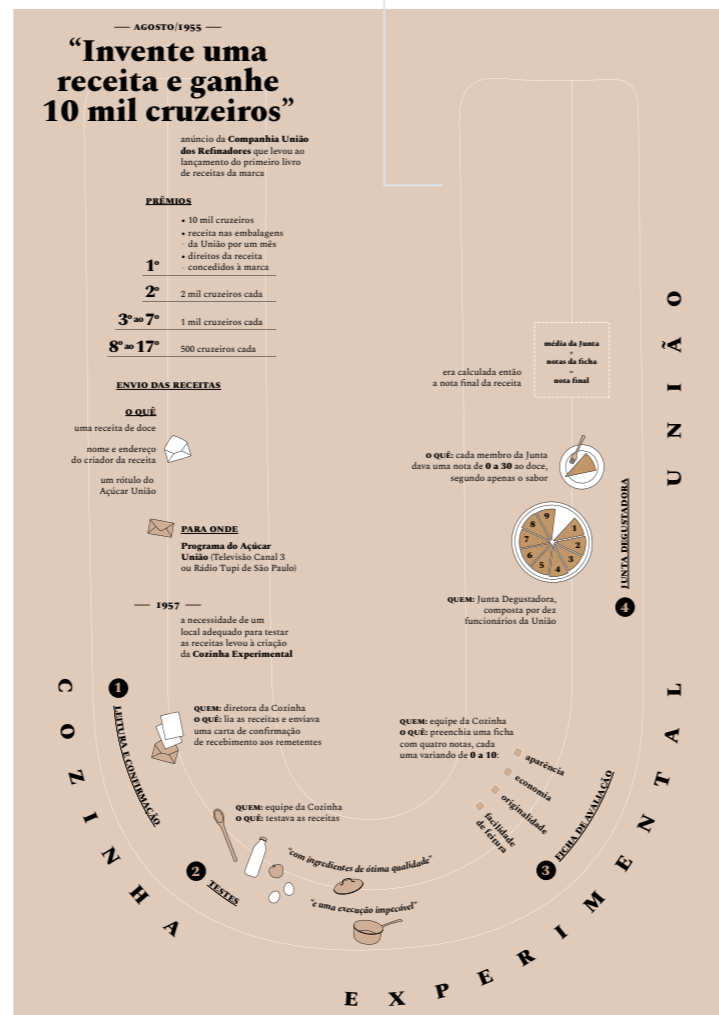 — AGOSTO/1955 —
“Invente uma
receita e ganhe
10 mil cruzeiros”
anúncio da Companhia União
dos Refinadores que levou ao
lançamento do primeiro livro
de receitas da marca
PRÊMIOS
• 10 mil cruzeiros
• receita nas embalagens
da União por um mês
• direitos da receita
concedidos à marca
1º
2º 2 mil cruzeiros cada
3º ao 7º 1 mil cruzeiros cada
8º ao 17º 500 cruzeiros cada
ENVIO DAS RECEITAS
O QUÊ
uma receita de doce
nome e endereço
do criador da receita
um rótulo do
Açúcar União
PARA ONDE
Programa do Açúcar
União (Televisão Canal 3
ou Rádio Tupi de São Paulo)
— 1957 —
a necessidade de um
local adequado para testar
as receitas levou à criação
da Cozinha Experimental
COZINHA EXPERIMENTAL UNIÃO
1
LEITURA E CONFIRMAÇÃO
QUEM: diretora da Cozinha
O QUÊ: lia as receitas e enviava
uma carta de confirmação
de recebimento aos remetentes
2
TESTES
QUEM: equipe da Cozinha
O QUÊ: testava as receitas
“com ingredientes de ótima qualidade”
“e uma execução impecável”
3
FICHA DE AVALIAÇÃO
QUEM: equipe da Cozinha
O QUÊ: preenchia uma ficha
com quatro notas, cada
uma variando de 0 a 10:
aparência
economia
originalidade
facilidade
de feitura
4
JUNTA DEGUSTADORA
QUEM: Junta Degustadora,
composta por dez
funcionários da União
1
2
3
4
5
6
7
8
9
O QUÊ: cada membro da Junta
dava uma nota de 0 a 30 ao doce,
segundo apenas o sabor
era calculada então
a nota final da receita
média da Junta
+
notas da ficha
=
nota final